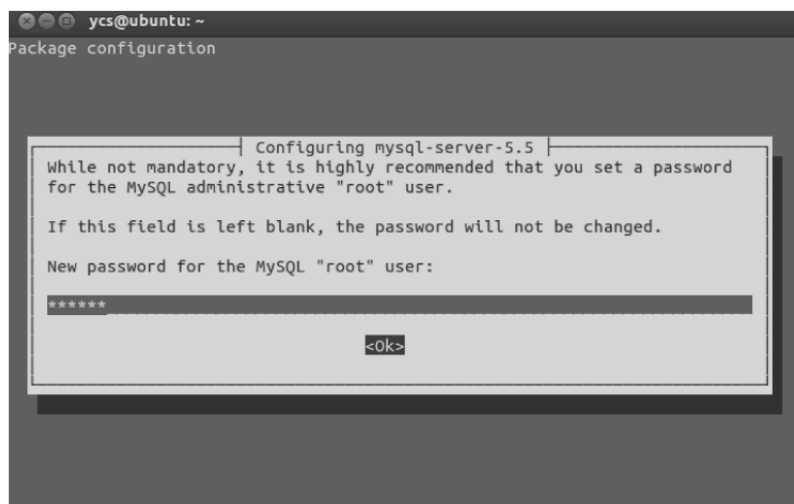 ycs@ubuntu: ~
Package configuration
Configuring mysql-server-5.5
While not mandatory, it is highly recommended that you set a password
for the MySQL administrative "root" user.
If this field is left blank, the password will not be changed.
New password for the MySQL "root" user:
******
<Ok>